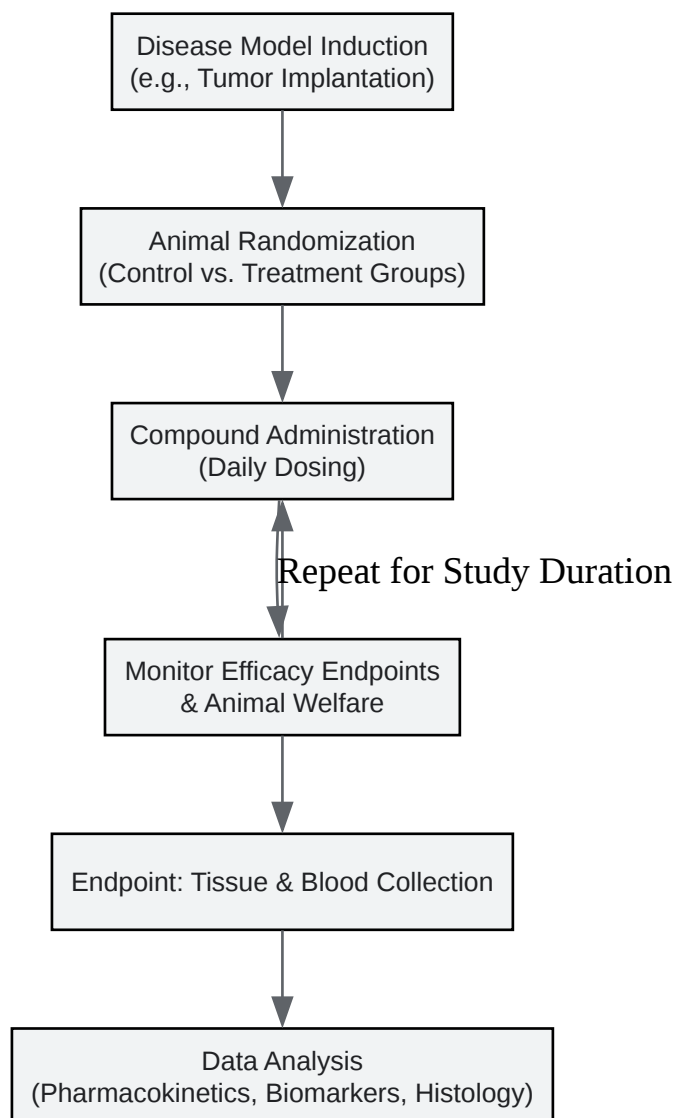 Disease Model Induction
(e.g., Tumor Implantation)
Animal Randomization
(Control vs. Treatment Groups)
Compound Administration
(Daily Dosing)
Repeat for Study Duration
Monitor Efficacy Endpoints
& Animal Welfare
Endpoint: Tissue & Blood Collection
Data Analysis
(Pharmacokinetics, Biomarkers, Histology)